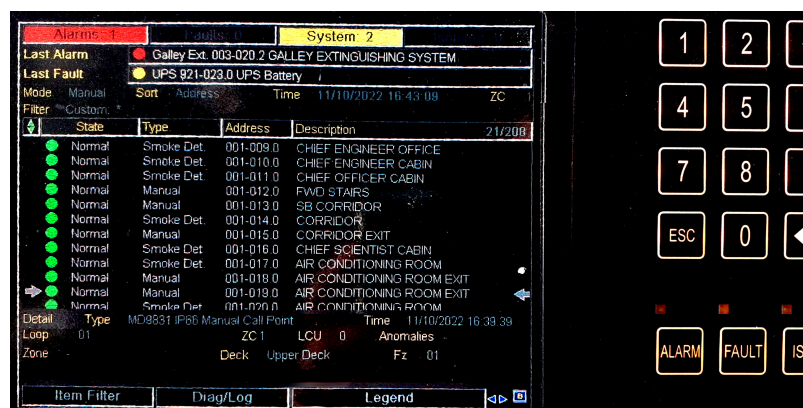 Alarms: 1 Faults: 0 System: 2
Last Alarm Galley Ext. 003-020.2 GALLEY EXTINGUISHING SYSTEM
Last Fault UPS 921-023.0 UPS Battery
Mode Manual Sort Address Time 11/10/2022 16:43:09 ZC 1
Filter Custom: *
State Type Address Description 21/208
Normal Smoke Det. 001-009.0 CHIEF ENGINEER OFFICE
Normal Smoke Det. 001-010.0 CHIEF ENGINEER CABIN
Normal Smoke Det. 001-011.0 CHIEF OFFICER CABIN
Normal Manual 001-012.0 FWD STAIRS
Normal Manual 001-013.0 SB CORRIDOR
Normal Smoke Det. 001-014.0 CORRIDOR
Normal Manual 001-015.0 CORRIDOR EXIT
Normal Smoke Det. 001-016.0 CHIEF SCIENTIST CABIN
Normal Smoke Det. 001-017.0 AIR CONDITIONING ROOM
Normal Manual 001-018.0 AIR CONDITIONING ROOM EXIT
Normal Manual 001-019.0 AIR CONDITIONING ROOM EXIT
Normal Smoke Det. 001-020.0 AIR CONDITIONING ROOM
Detail Type MD9831 IP66 Manual Call Point Time 11/10/2022 16:39:39
Loop 01 ZC 1 LCU 0 Anomalies -
Zone - Deck Upper Deck Fz 01
Item Filter Diag/Log Legend
1 2
4 5
7 8
ESC 0
ALARM FAULT IS